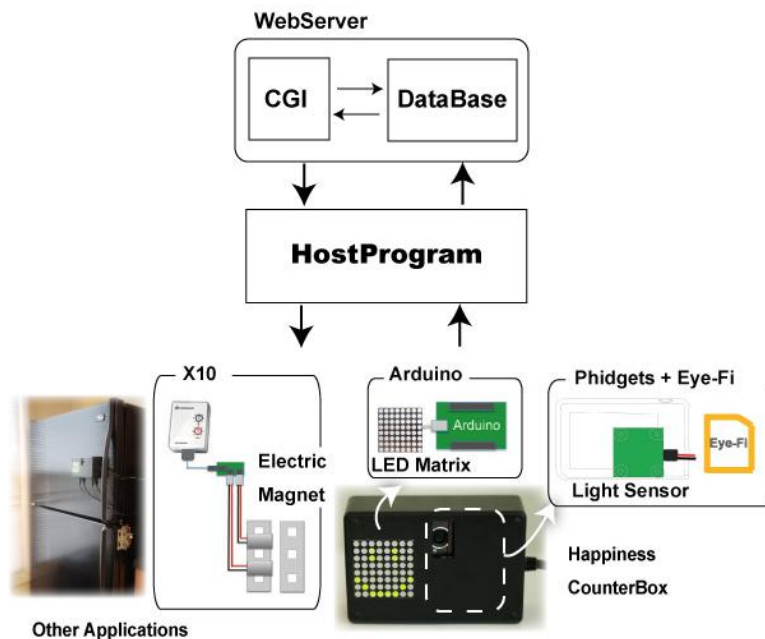 WebServer
CGI
DataBase
HostProgram
X10
Electric
Magnet
Arduino
Arduino
LED Matrix
Phidgets + Eye-Fi
Eye-Fi
Light Sensor
Happiness
CounterBox
Other Applications